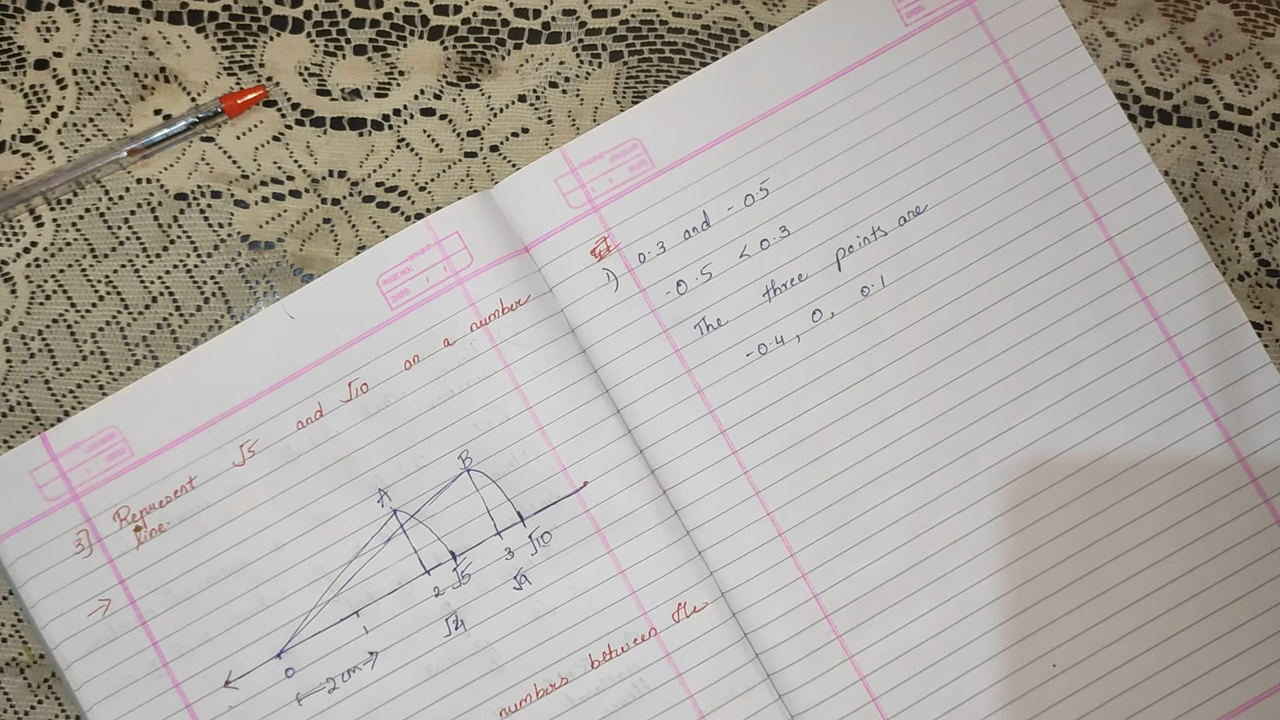 3] Represent √5 and √10 on a number
line.
→
A
B
0
1
2
√5
3
√10
√4
√9
2cm
numbers between the
1) 0.3 and -0.5
-0.5 < 0.3
The three points are
-0.4, 0, 0.1